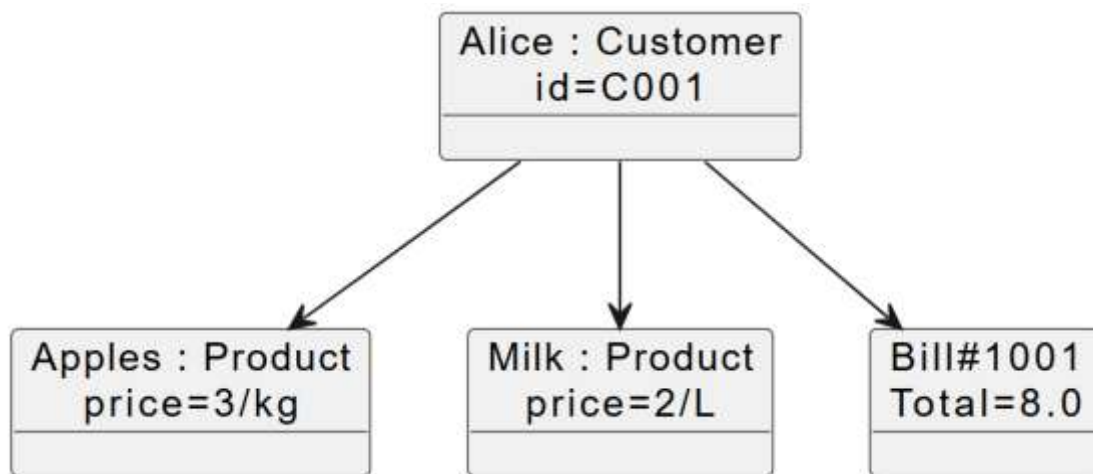 Alice : Customer
id=C001
Apples : Product
price=3/kg
Milk : Product
price=2/L
Bill#1001
Total=8.0